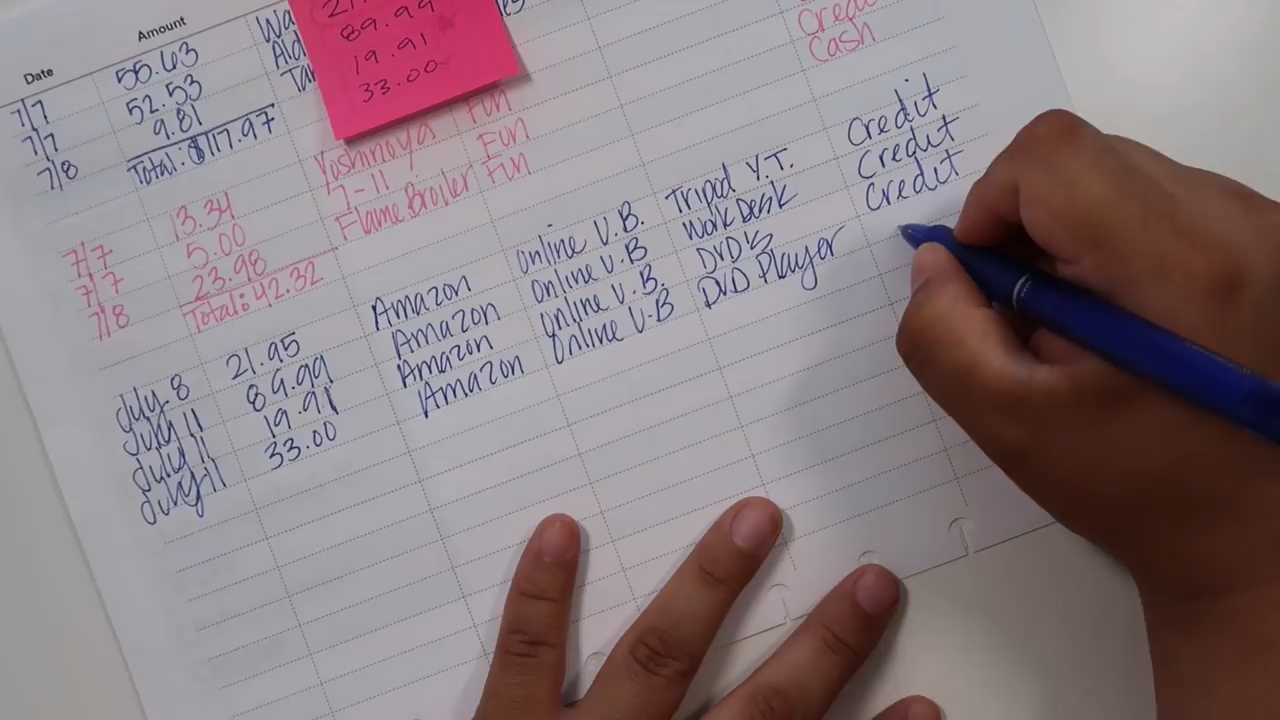 Date Amount
7/7 55.63 Wa
7/7 52.53 Ald
7/8 9.81 Tar
Total: $117.97
89.99
19.91
33.00
Cash
7/7 13.34 Yoshinoya Fun
7/7 5.00 7-11 Fun
7/8 23.98 Flame Broiler Fun
Total: 42.32
July 8 21.95 Amazon Online V.B. Tripod Y.T. Credit
July 11 89.99 Amazon Online V.B Work Desk Credit
July 11 19.91 Amazon Online V.B. DVD's Credit
July 11 33.00 Amazon Online V.B DVD Player